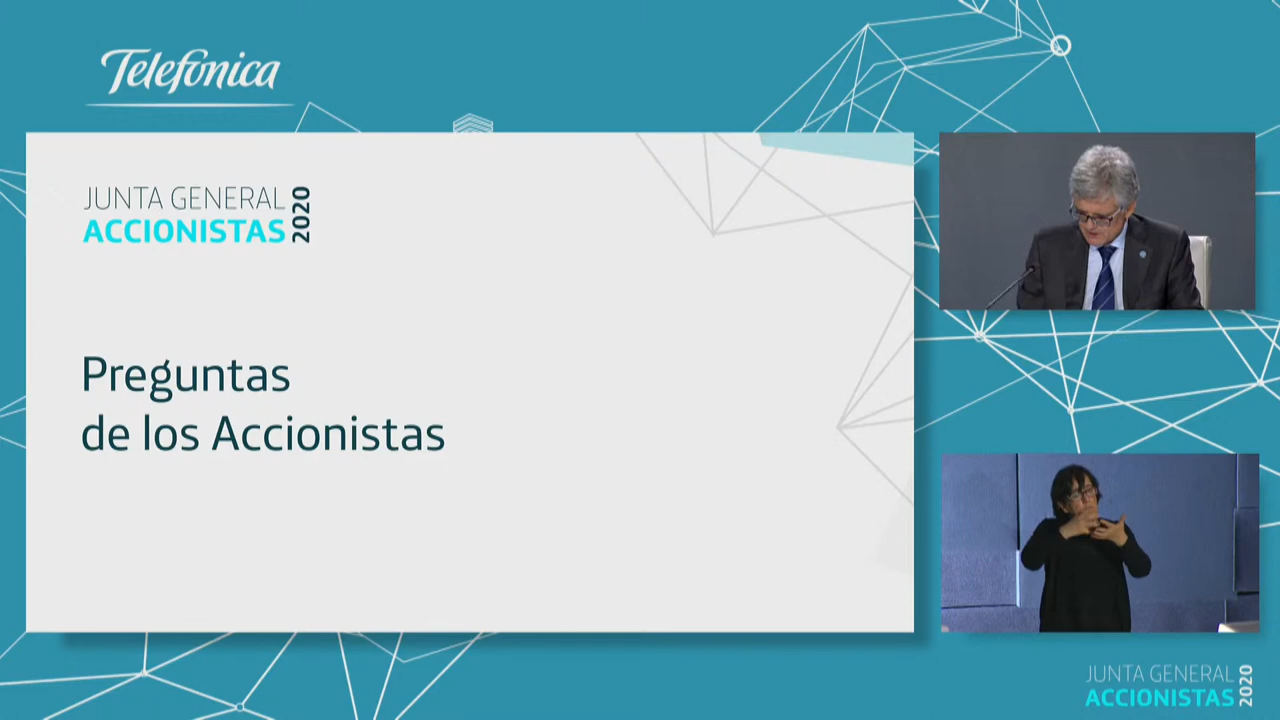 Telefónica
JUNTA GENERAL
ACCIONISTAS
2020
Preguntas
de los Accionistas
JUNTA GENERAL
ACCIONISTAS
2020